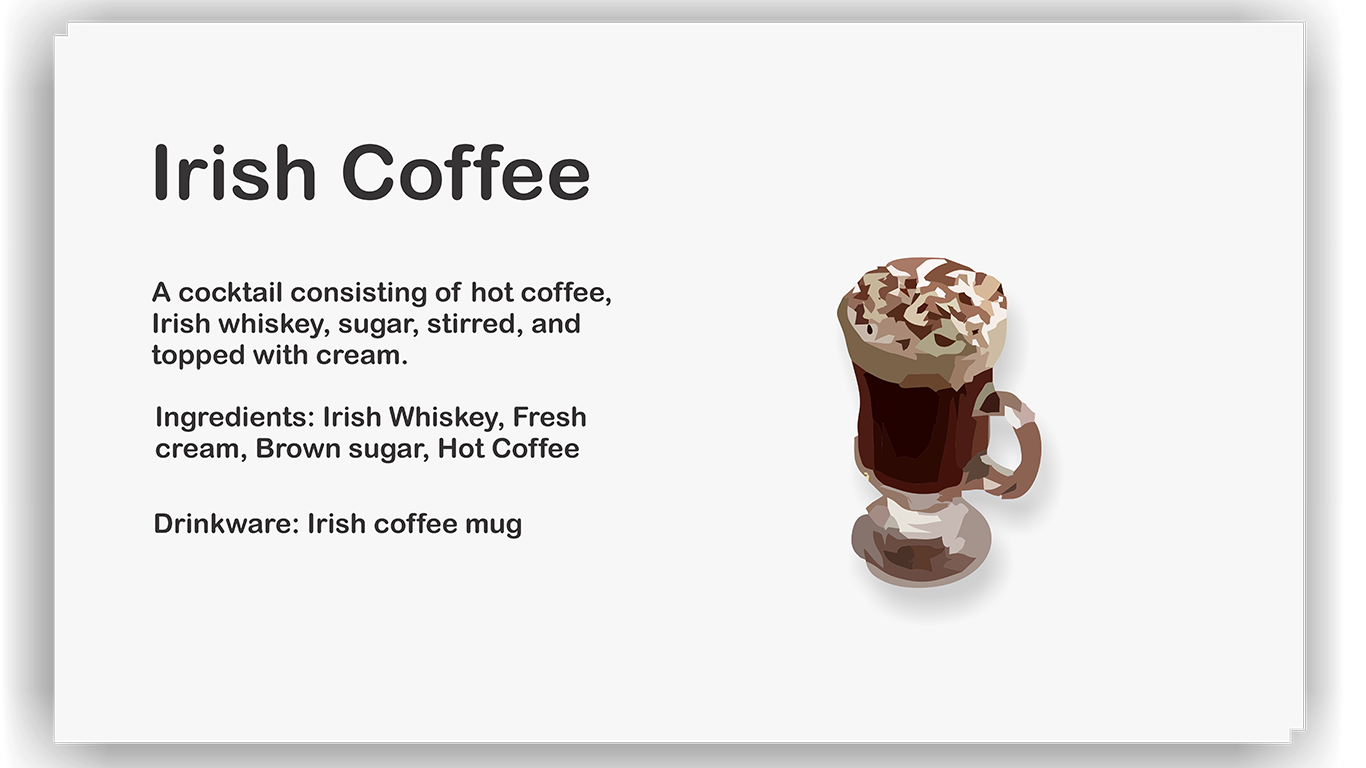 Irish Coffee
A cocktail consisting of hot coffee,
Irish whiskey, sugar, stirred, and
topped with cream.
Ingredients: Irish Whiskey, Fresh
cream, Brown sugar, Hot Coffee
Drinkware: Irish coffee mug